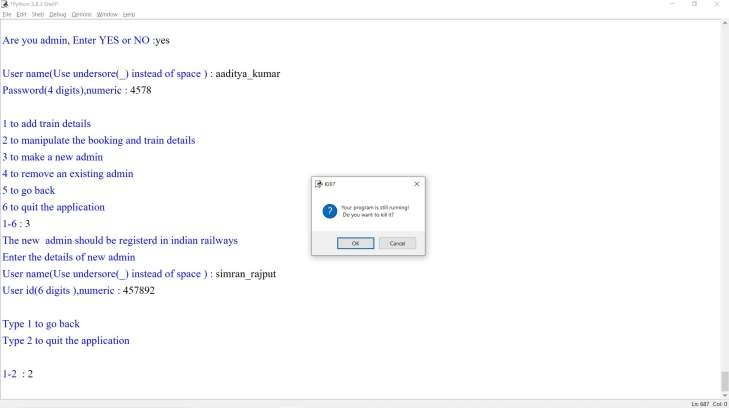 *Python 3.8.3 Shell*
File Edit Shell Debug Options Window Help
Are you admin, Enter YES or NO :yes
User name(Use undersore(_) instead of space ) : aaditya_kumar
Password(4 digits),numeric : 4578
1 to add train details
2 to manipulate the booking and train details
3 to make a new admin
4 to remove an existing admin
5 to go back
6 to quit the application
1-6 : 3
The new  admin should be registerd in indian railways
Enter the details of new admin
User name(Use undersore(_) instead of space ) : simran_rajput
User id(6 digits ),numeric : 457892
Type 1 to go back
Type 2 to quit the application
1-2  : 2
Kill?
Your program is still running!
Do you want to kill it?
OK Cancel
Ln: 687 Col: 0